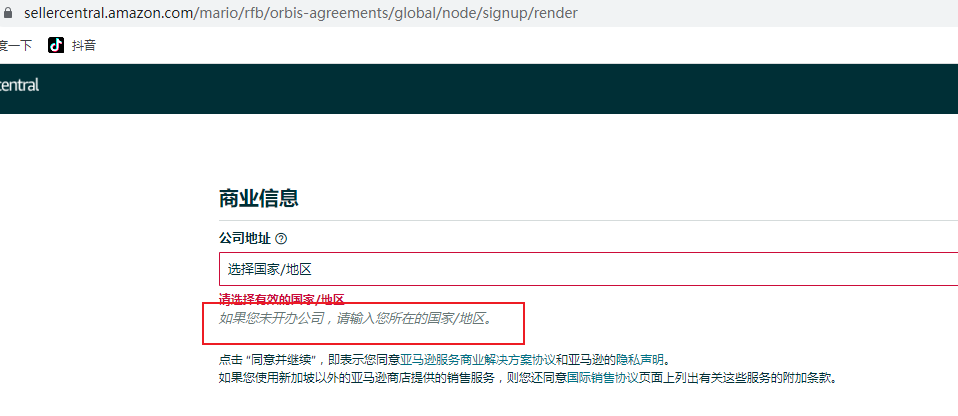 sellercentral.amazon.com/mario/rfb/orbis-agreements/global/node/signup/render
度一下 抖音
central
商业信息
公司地址
选择国家/地区
请选择有效的国家/地区
如果您未开办公司，请输入您所在的国家/地区。
点击 “同意并继续”，即表示您同意亚马逊服务商业解决方案协议和亚马逊的隐私声明。
如果您使用新加坡以外的亚马逊商店提供的销售服务，则您还同意国际销售协议页面上列出有关这些服务的附加条款。